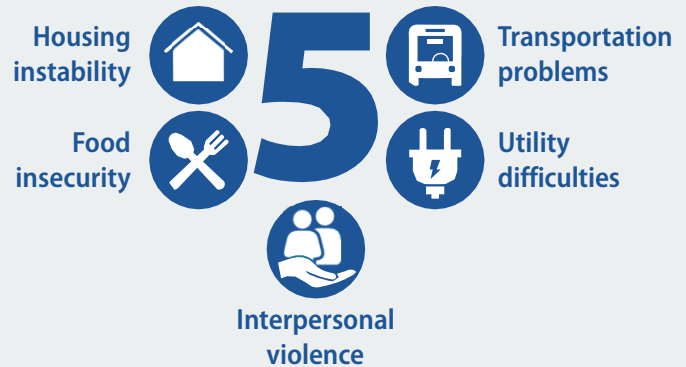 Housing
instability
5
Transportation
problems
Food
insecurity
Utility
difficulties
Interpersonal
violence